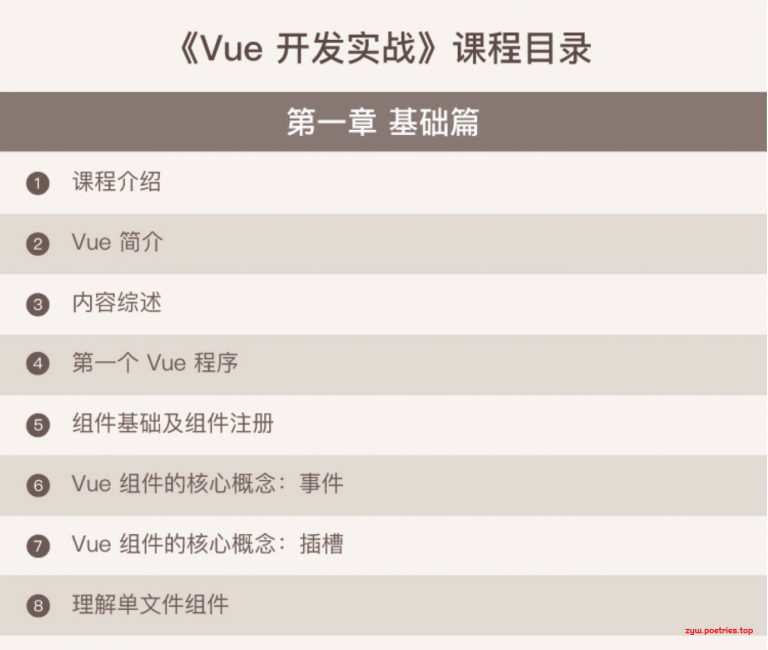 《Vue 开发实战》课程目录
第一章 基础篇
1 课程介绍
2 Vue 简介
3 内容综述
4 第一个 Vue 程序
5 组件基础及组件注册
6 Vue 组件的核心概念：事件
7 Vue 组件的核心概念：插槽
8 理解单文件组件
zyw.poetries.top